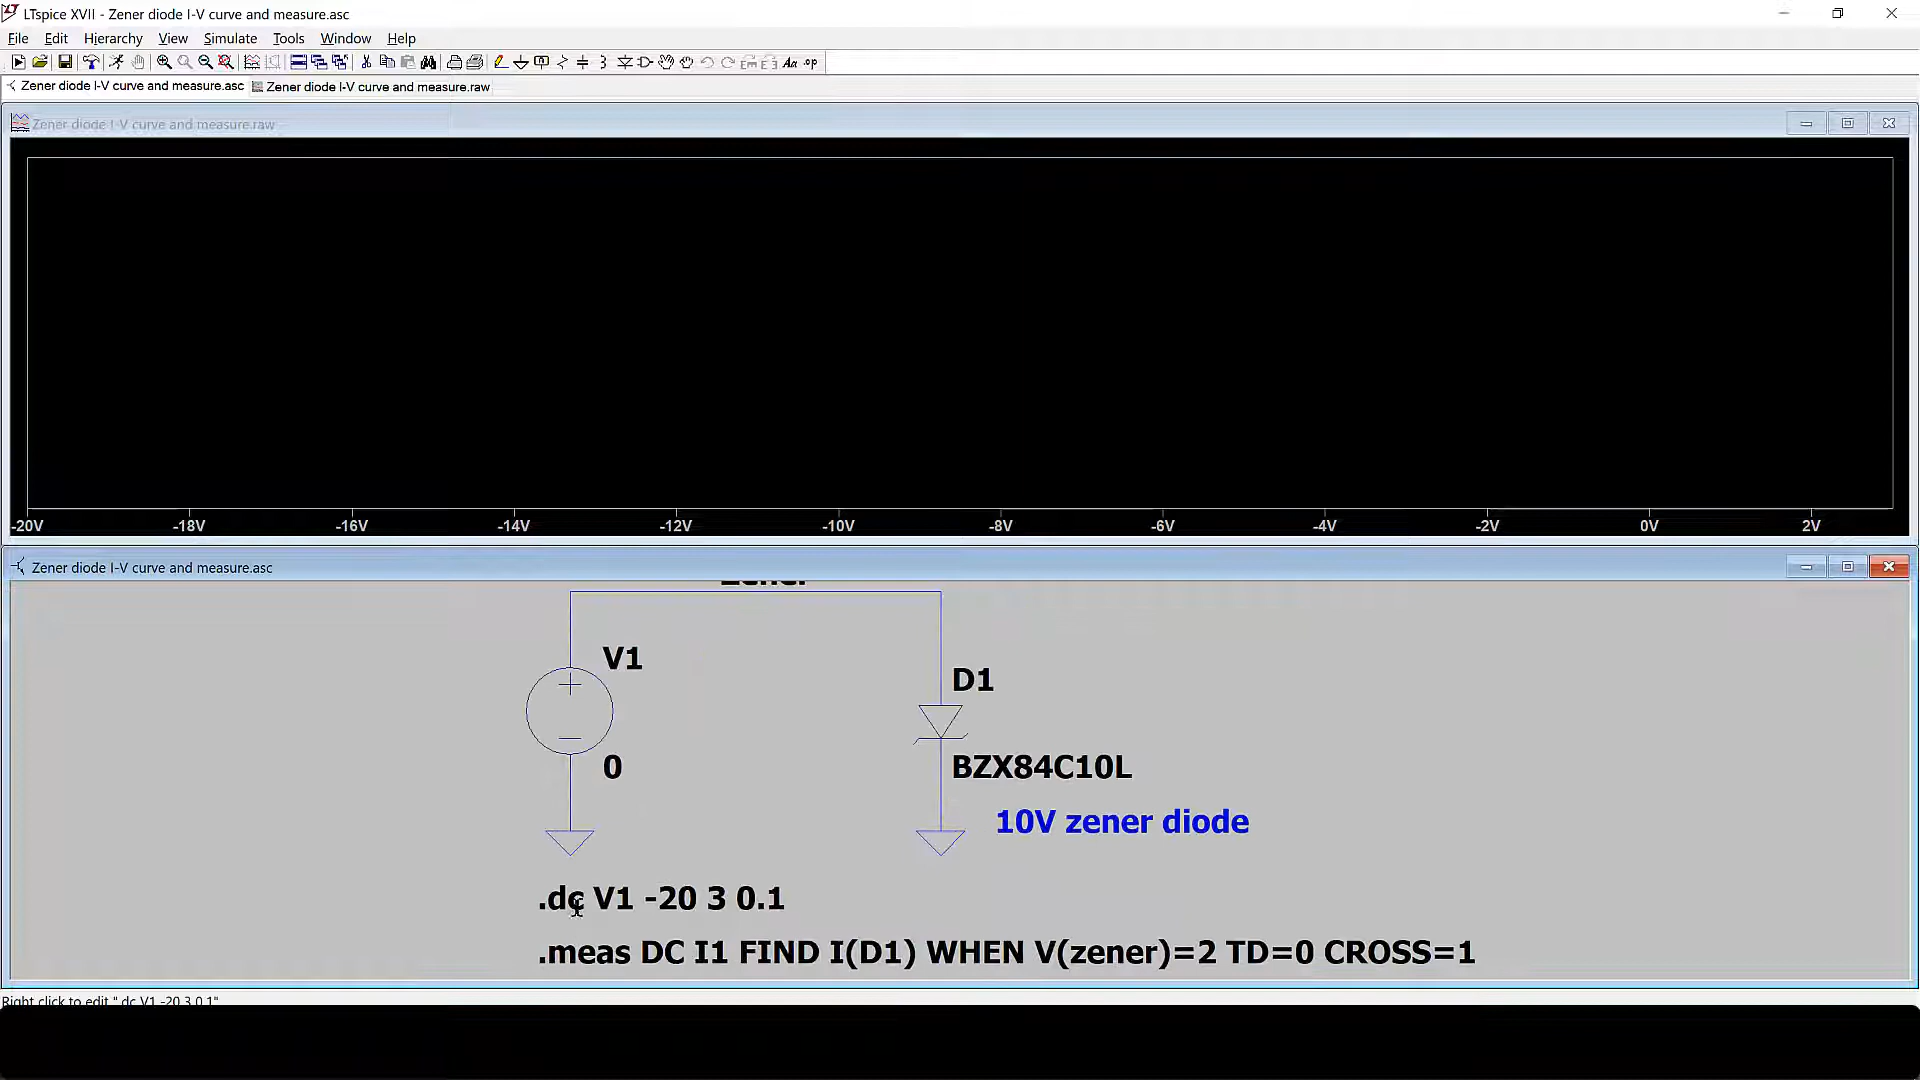 LTspice XVII - Zener diode I-V curve and measure.asc
File Edit Hierarchy View Simulate Tools Window Help
Zener diode I-V curve and measure.asc Zener diode I-V curve and measure.raw
Zener diode I-V curve and measure.raw
-20V -18V -16V -14V -12V -10V -8V -6V -4V -2V 0V 2V
Zener diode I-V curve and measure.asc
V1
D1
0
BZX84C10L
10V zener diode
.dc V1 -20 3 0.1
.meas DC I1 FIND I(D1) WHEN V(zener)=2 TD=0 CROSS=1
Right click to edit ".dc V1 -20 3 0.1"